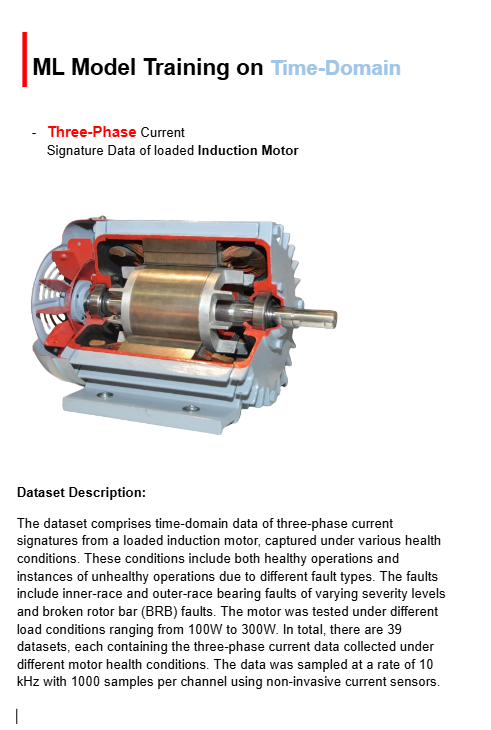 ML Model Training on Time-Domain
- Three-Phase Current
Signature Data of loaded Induction Motor
Dataset Description:
The dataset comprises time-domain data of three-phase current
signatures from a loaded induction motor, captured under various health
conditions. These conditions include both healthy operations and
instances of unhealthy operations due to different fault types. The faults
include inner-race and outer-race bearing faults of varying severity levels
and broken rotor bar (BRB) faults. The motor was tested under different
load conditions ranging from 100W to 300W. In total, there are 39
datasets, each containing the three-phase current data collected under
different motor health conditions. The data was sampled at a rate of 10
kHz with 1000 samples per channel using non-invasive current sensors.